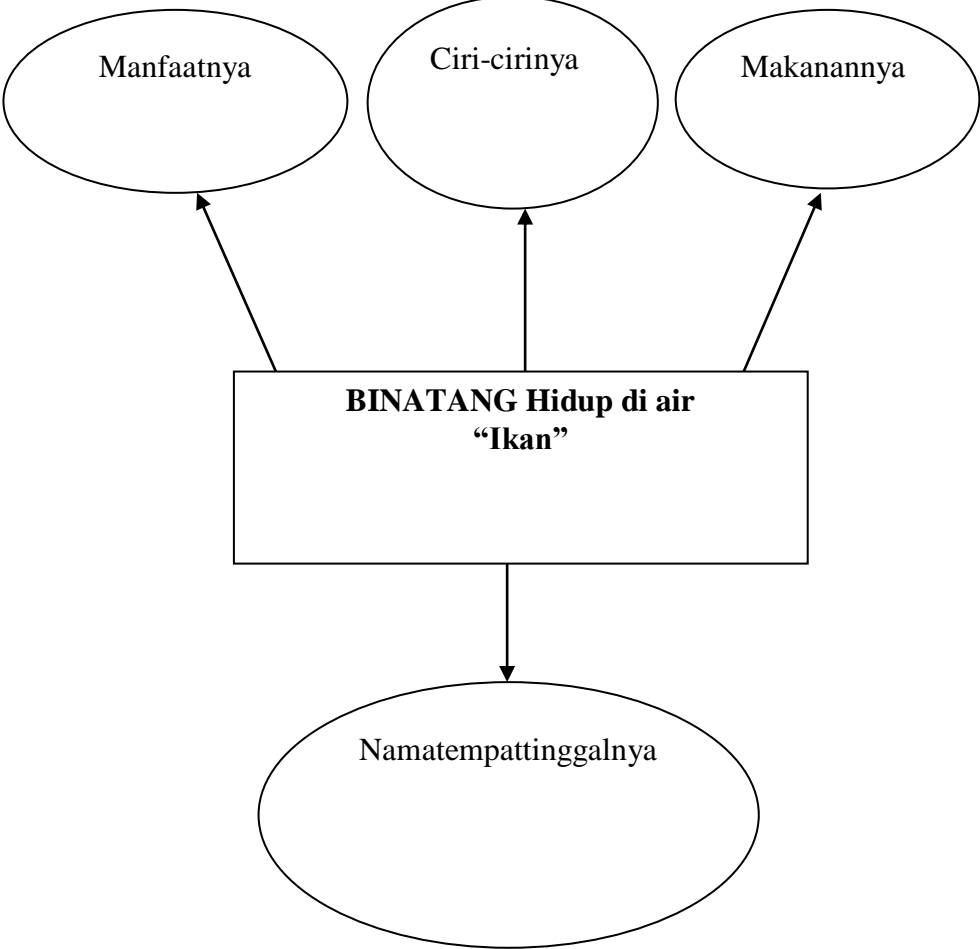 Manfaatnya
Ciri-cirinya
Makanannya
BINATANG Hidup di air
“Ikan”
Namatempattinggalnya